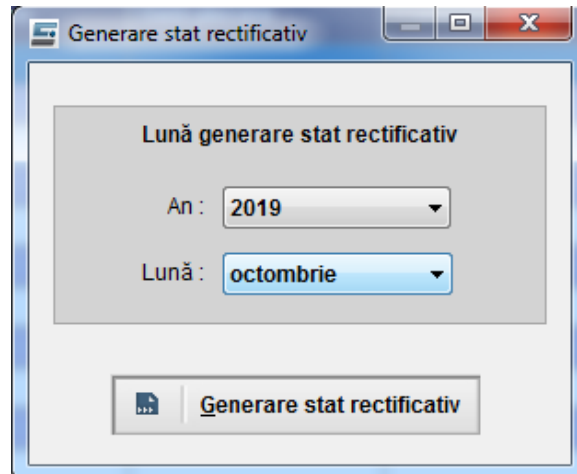 Generare stat rectificativ
Lună generare stat rectificativ
An : 2019
Lună : octombrie
Generare stat rectificativ